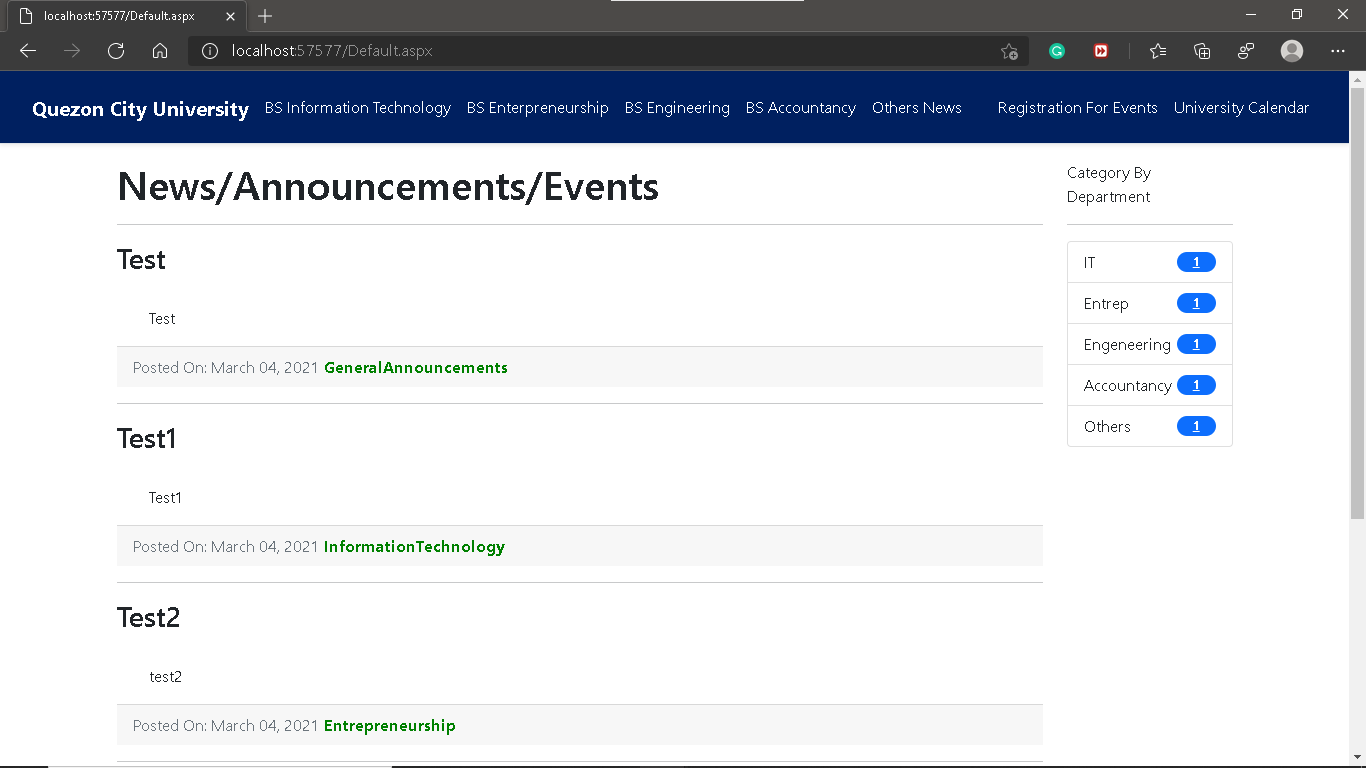 localhost:57577/Default.aspx
localhost:57577/Default.aspx
Quezon City University BS Information Technology BS Enterpreneurship BS Engineering BS Accountancy Others News Registration For Events University Calendar
News/Announcements/Events
Test
Test
Posted On: March 04, 2021 GeneralAnnouncements
Test1
Test1
Posted On: March 04, 2021 InformationTechnology
Test2
test2
Posted On: March 04, 2021 Entrepreneurship
Category By
Department
IT 1
Entrep 1
Engeneering 1
Accountancy 1
Others 1